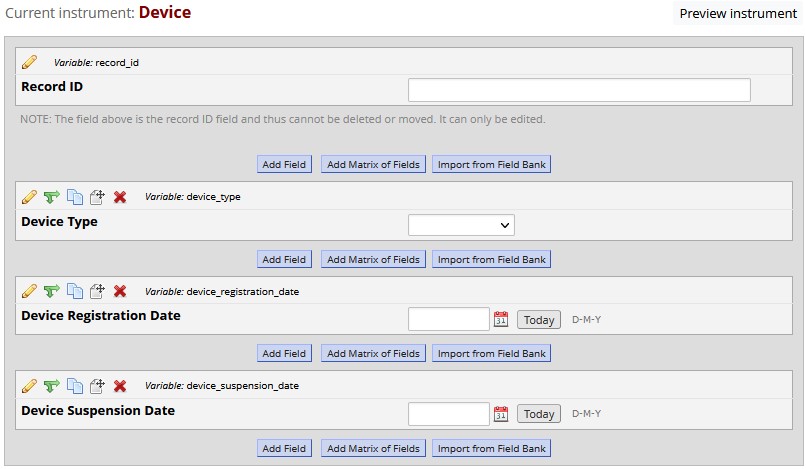 Current instrument: Device
Preview instrument
Variable: record_id
Record ID
NOTE: The field above is the record ID field and thus cannot be deleted or moved. It can only be edited.
Add Field Add Matrix of Fields Import from Field Bank
Variable: device_type
Device Type
Add Field Add Matrix of Fields Import from Field Bank
Variable: device_registration_date
Device Registration Date 31 Today D-M-Y
Add Field Add Matrix of Fields Import from Field Bank
Variable: device_suspension_date
Device Suspension Date 31 Today D-M-Y
Add Field Add Matrix of Fields Import from Field Bank